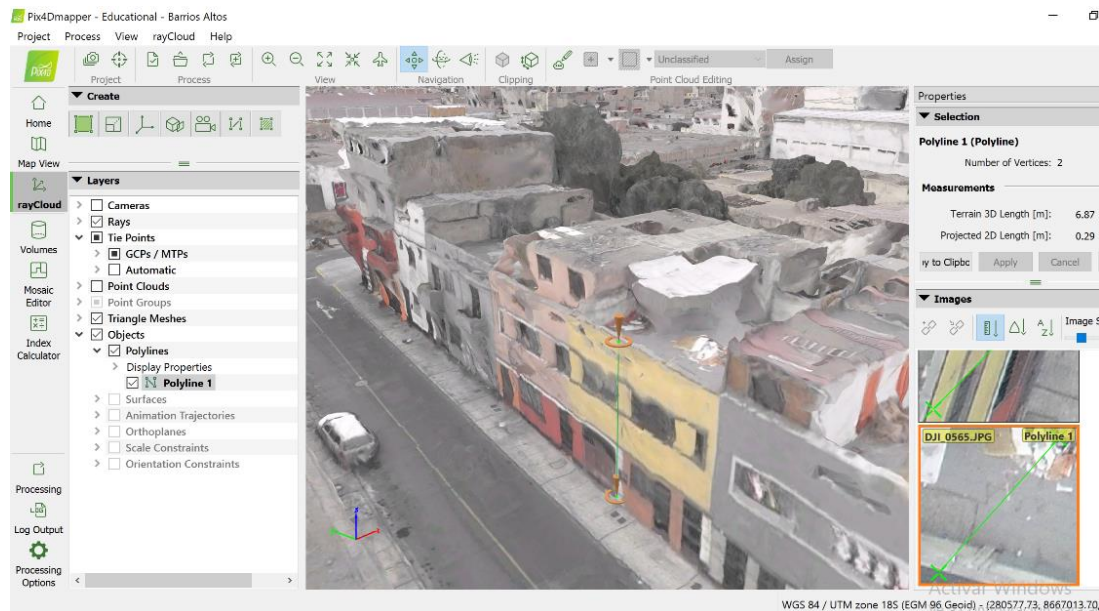 Pix4Dmapper - Educational - Barrios Altos
Project Process View rayCloud Help
Project Process View Navigation Clipping Point Cloud Editing
Unclassified Assign
Home
Map View
rayCloud
Volumes
Mosaic
Editor
Index
Calculator
Processing
Log Output
Processing
Options
Create
Layers
Cameras
Rays
Tie Points
GCPs / MTPs
Automatic
Point Clouds
Point Groups
Triangle Meshes
Objects
Polylines
Display Properties
Polyline 1
Surfaces
Animation Trajectories
Orthoplanes
Scale Constraints
Orientation Constraints
Properties
Selection
Polyline 1 (Polyline)
Number of Vertices: 2
Measurements
Terrain 3D Length [m]: 6.87
Projected 2D Length [m]: 0.29
y to Clipbc Apply Cancel
Images
Image S
DJI_0565.JPG Polyline 1
Activar Windows
WGS 84 / UTM zone 18S (EGM 96 Geoid) - (280577.73, 8667013.70,